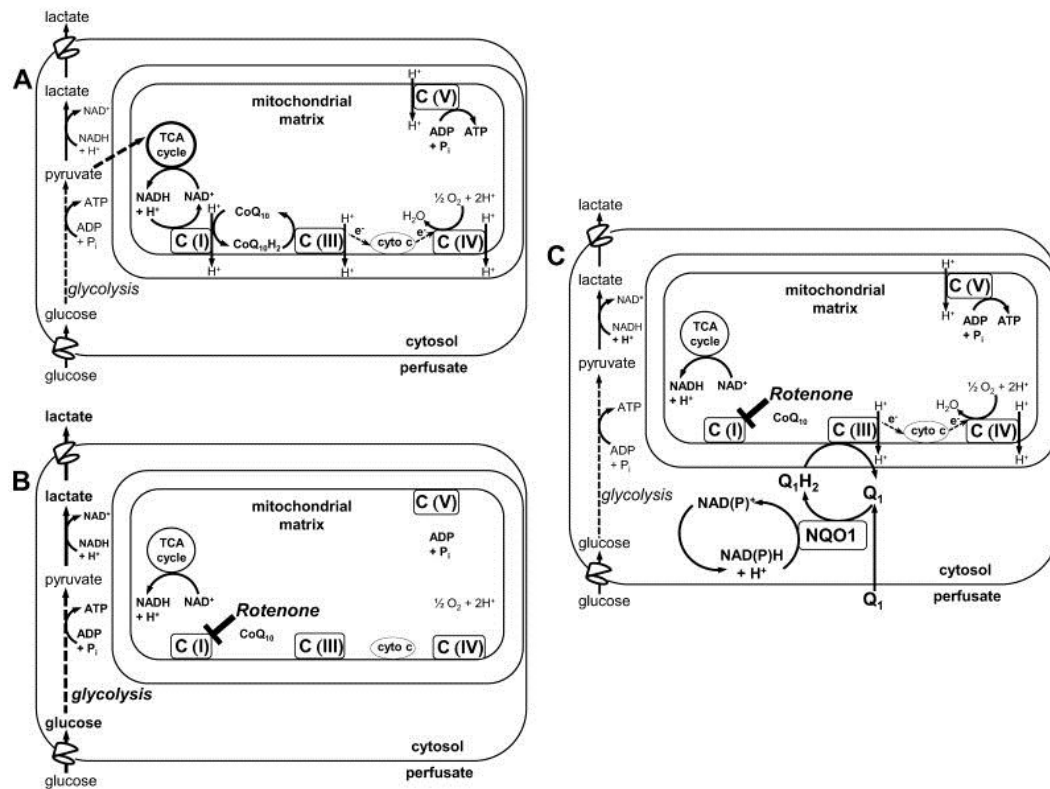 A
lactate
lactate
NAD⁺
NADH
+ H⁺
pyruvate
ATP
ADP
+ Pᵢ
glycolysis
glucose
glucose
mitochondrial
matrix
TCA
cycle
NADH
+ H⁺
NAD⁺
H⁺
C (I)
H⁺
CoQ₁₀
CoQ₁₀H₂
C (III)
H⁺
H⁺
e⁻
cyto c
e⁻
H₂O
½ O₂ + 2H⁺
C (IV)
H⁺
H⁺
H⁺
C (V)
H⁺
ADP
+ Pᵢ
ATP
cytosol
perfusate
B
lactate
lactate
NAD⁺
NADH
+ H⁺
pyruvate
ATP
ADP
+ Pᵢ
glycolysis
glucose
glucose
mitochondrial
matrix
TCA
cycle
NADH
+ H⁺
NAD⁺
Rotenone
C (I)
CoQ₁₀
C (III)
cyto c
C (IV)
½ O₂ + 2H⁺
C (V)
ADP
+ Pᵢ
cytosol
perfusate
C
lactate
lactate
NAD⁺
NADH
+ H⁺
pyruvate
ATP
ADP
+ Pᵢ
glycolysis
glucose
glucose
mitochondrial
matrix
TCA
cycle
NADH
+ H⁺
NAD⁺
Rotenone
C (I)
CoQ₁₀
C (III)
H⁺
H⁺
e⁻
cyto c
e⁻
H₂O
½ O₂ + 2H⁺
C (IV)
H⁺
H⁺
H⁺
C (V)
H⁺
ADP
+ Pᵢ
ATP
Q₁H₂
Q₁
NAD(P)⁺
NQO1
NAD(P)H
+ H⁺
cytosol
perfusate
Q₁